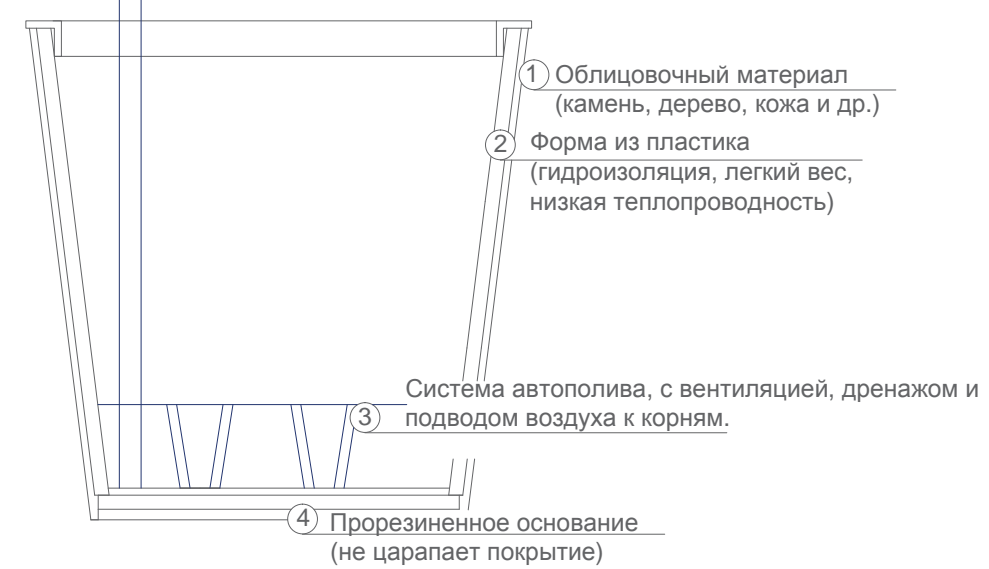 1 Облицовочный материал
(камень, дерево, кожа и др.)
2 Форма из пластика
(гидроизоляция, легкий вес,
низкая теплопроводность)
Система автополива, с вентиляцией, дренажом и
3 подводом воздуха к корням.
4 Прорезиненное основание
(не царапает покрытие)